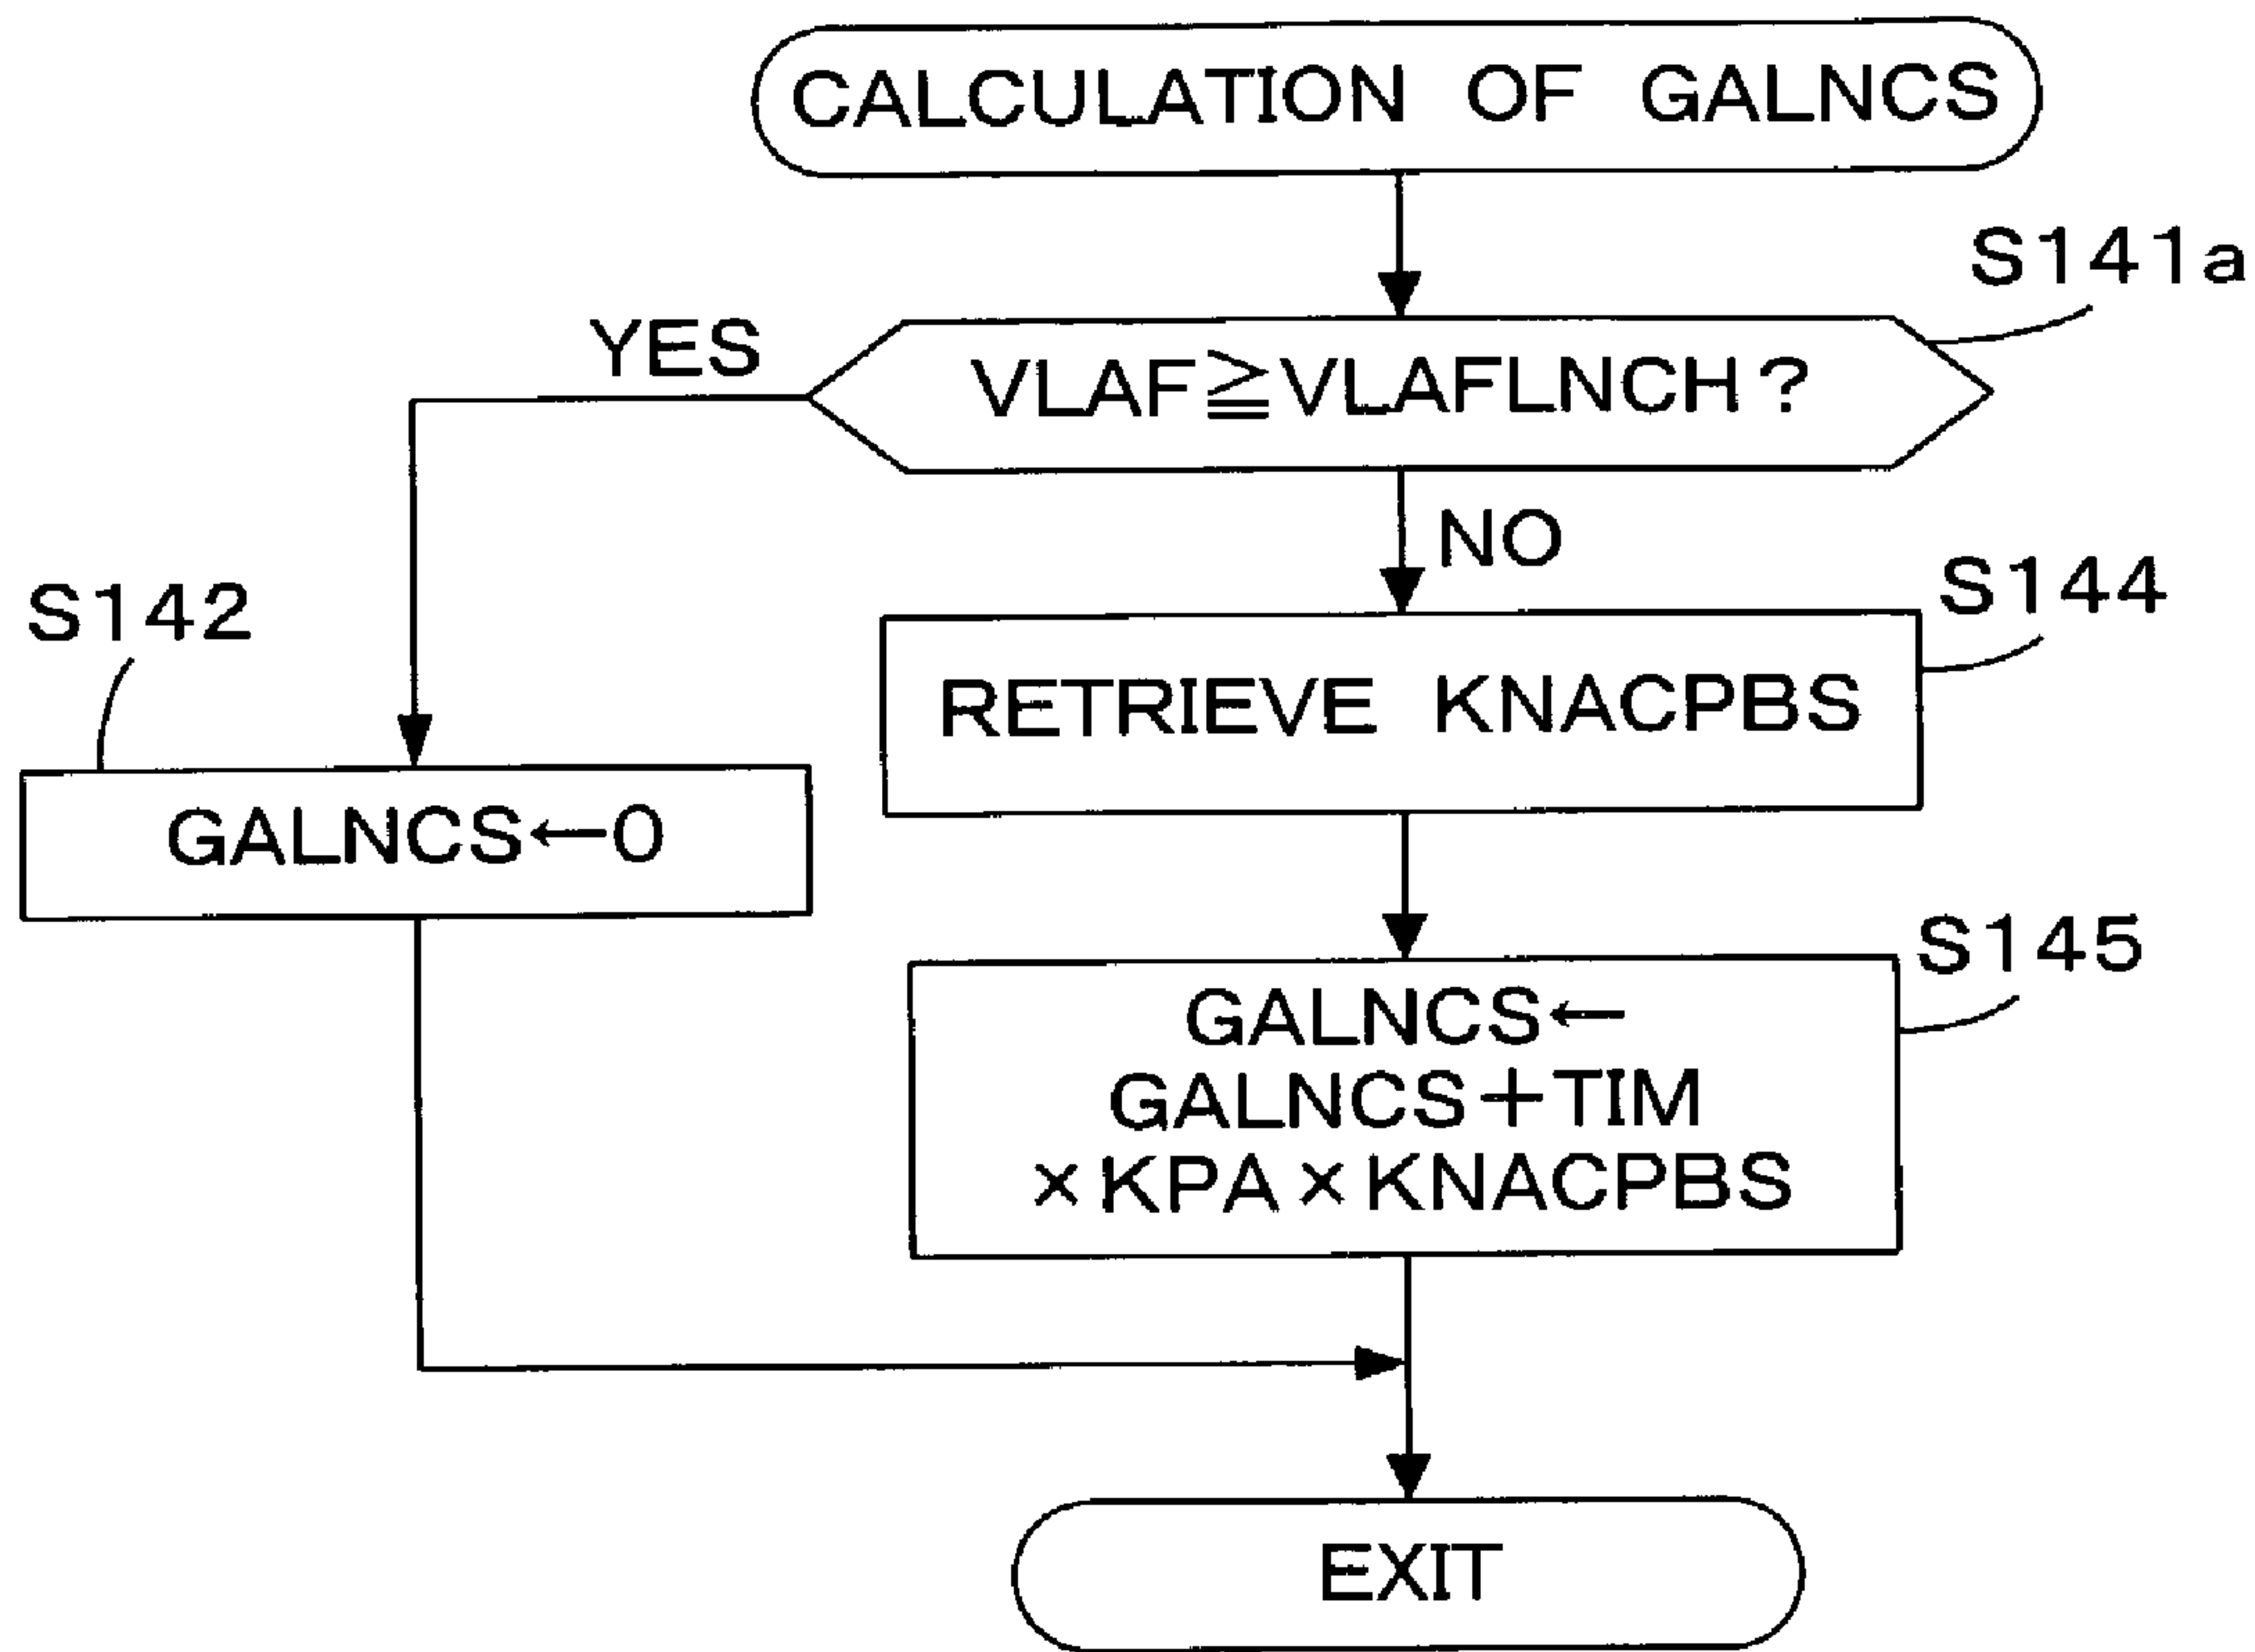 CALCULATION OF GALNCS
S141a
YES
VLAF≧VLAFLNCH?
NO
S142
S144
RETRIEVE KNACPBS
GALNCS←0
S145
GALNCS←
GALNCS+TIM
×KPA×KNACPBS
EXIT